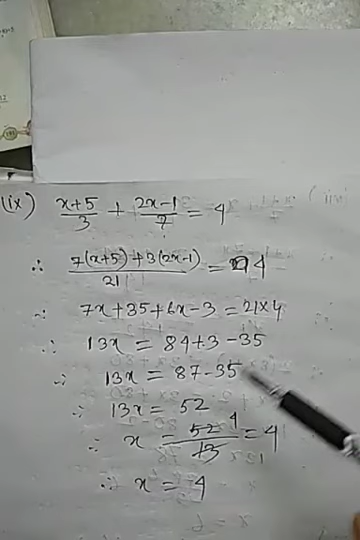 (ix) (x+5)/3 + (2x-1)/7 = 4
∴ (7(x+5)+3(2x-1))/21 = 4
7x+35+6x-3 = 21×4
∴ 13x = 84+3-35
∴ 13x = 87-35
∴ 13x = 52
∴ x = 52/13 4 = 4
∴ x = 4